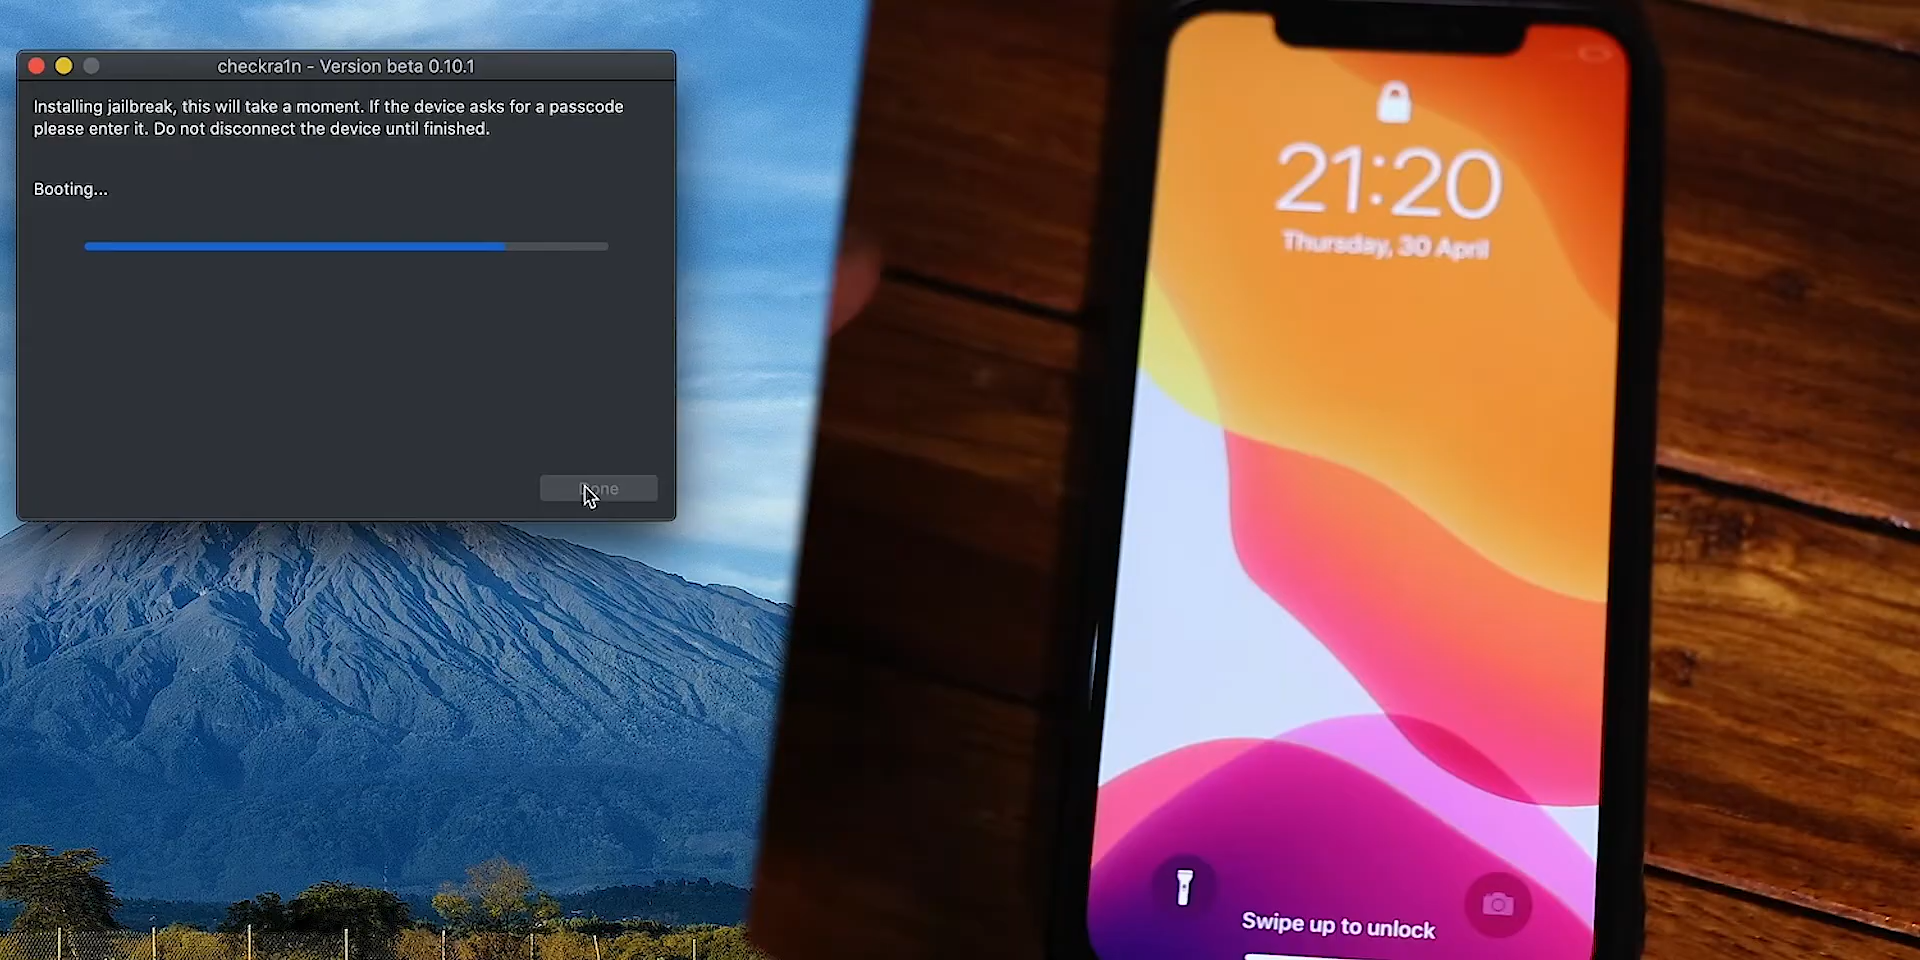 checkra1n - Version beta 0.10.1
Installing jailbreak, this will take a moment. If the device asks for a passcode
please enter it. Do not disconnect the device until finished.
Booting...
Done
21:20
Thursday, 30 April
Swipe up to unlock